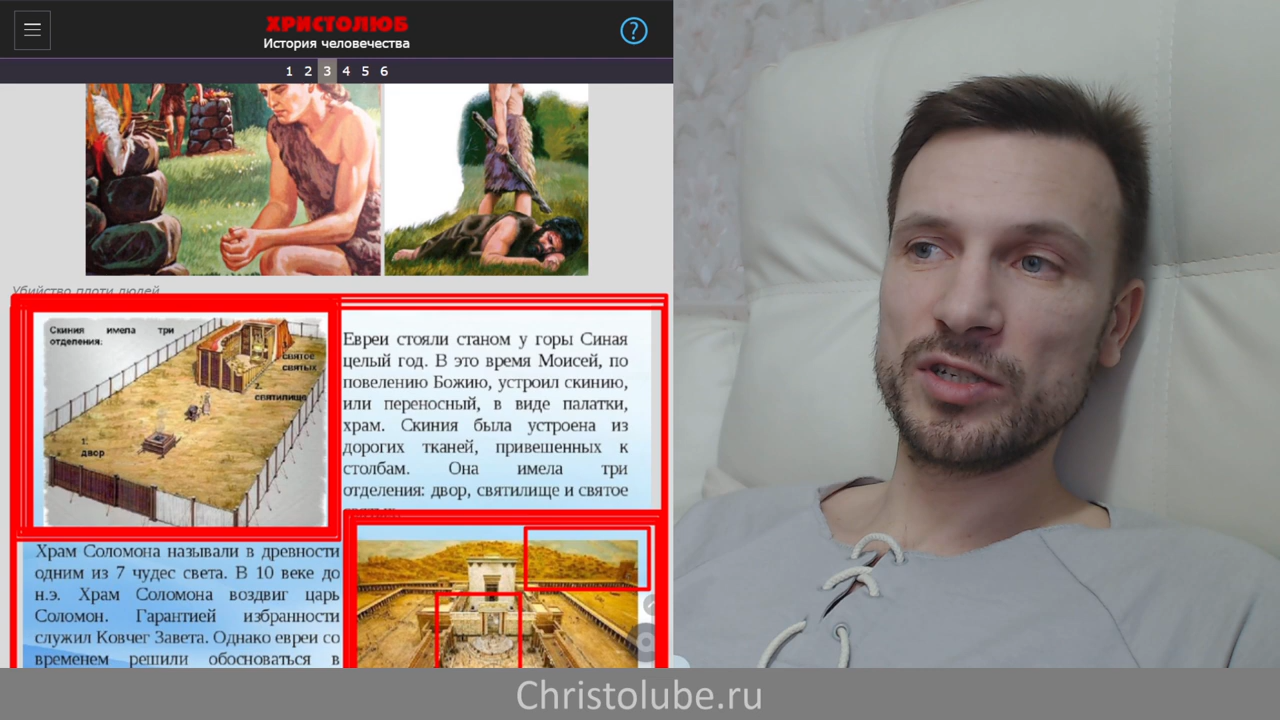 ХРИСТОЛЮБ
История человечества
?
1 2 3 4 5 6
Убийство плоти людей
Скиния имела три
отделения:
святое
святых
2.
святилище
1.
двор
Евреи стояли станом у горы Синая
целый год. В это время Моисей, по
повелению Божию, устроил скинию,
или переносный, в виде палатки,
храм. Скиния была устроена из
дорогих тканей, привешенных к
столбам. Она имела три
отделения: двор, святилище и святое
Храм Соломона называли в древности
одним из 7 чудес света. В 10 веке до
н.э. Храм Соломона воздвиг царь
Соломон. Гарантией избранности
служил Ковчег Завета. Однако евреи со
временем решили обосноваться в
Christolube.ru